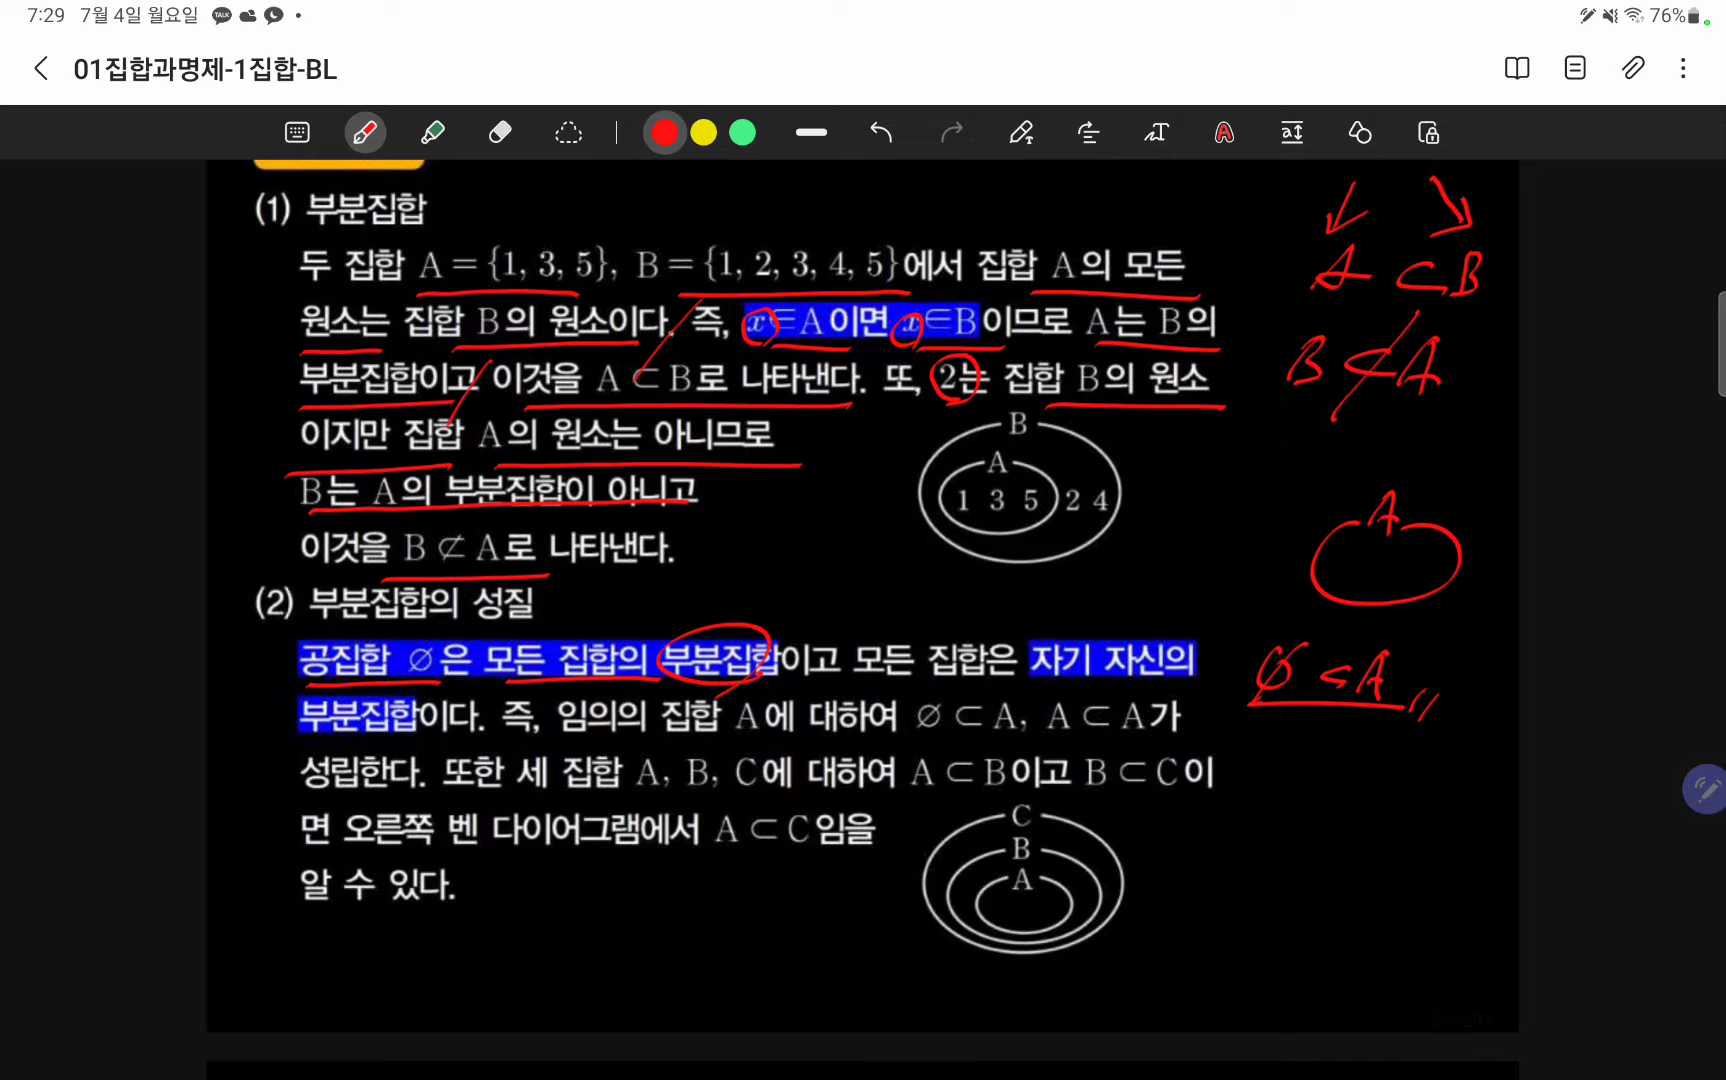 7:29 7월 4일 월요일
76%
01집합과명제-1집합-BL
(1) 부분집합
두 집합 A = {1, 3, 5}, B = {1, 2, 3, 4, 5}에서 집합 A의 모든
원소는 집합 B의 원소이다. 즉, x∈A이면 x∈B이므로 A는 B의
부분집합이고 이것을 A ⊂ B로 나타낸다. 또, 2는 집합 B의 원소
이지만 집합 A의 원소는 아니므로
B는 A의 부분집합이 아니고
이것을 B ⊄ A로 나타낸다.
B
A
1 3 5 2 4
(2) 부분집합의 성질
공집합 ∅은 모든 집합의 부분집합이고 모든 집합은 자기 자신의
부분집합이다. 즉, 임의의 집합 A에 대하여 ∅ ⊂ A, A ⊂ A가
성립한다. 또한 세 집합 A, B, C에 대하여 A ⊂ B이고 B ⊂ C이
면 오른쪽 벤 다이어그램에서 A ⊂ C임을
알 수 있다.
C
B
A
A ⊂ B
B ⊄ A
A
∅ ⊂ A